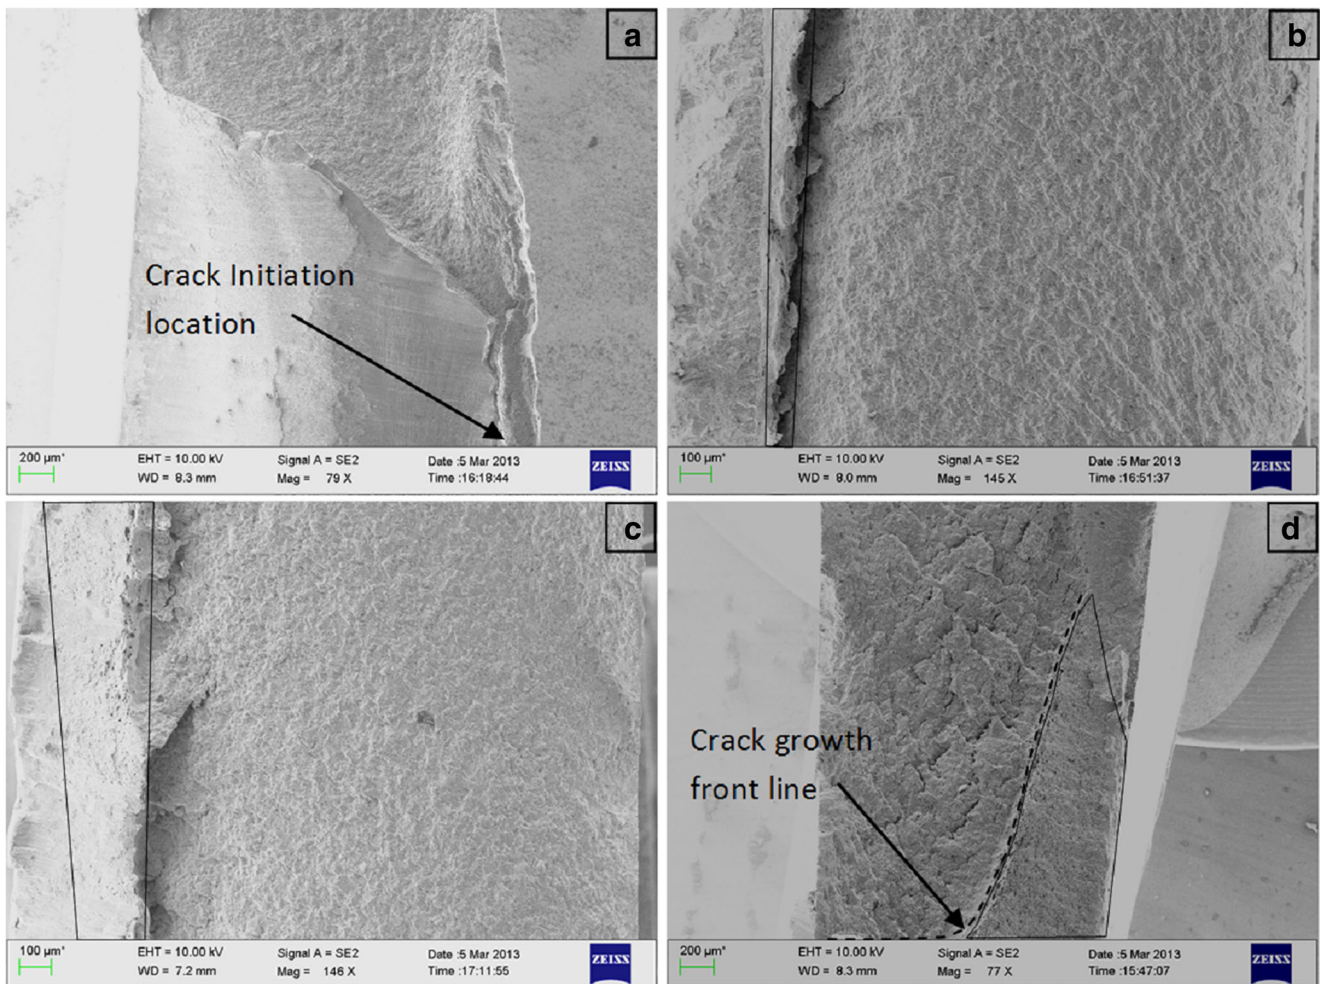 a
b
Crack Initiation
location
200 µm*
EHT = 10.00 kV
Signal A = SE2
Date :5 Mar 2013
ZEISS
WD = 8.3 mm
Mag = 79 X
Time :16:18:44
100 µm*
EHT = 10.00 kV
Signal A = SE2
Date :5 Mar 2013
ZEISS
WD = 8.0 mm
Mag = 145 X
Time :16:51:37
c
d
Crack growth
front line
100 µm*
EHT = 10.00 kV
Signal A = SE2
Date :5 Mar 2013
ZEISS
WD = 7.2 mm
Mag = 146 X
Time :17:11:55
200 µm*
EHT = 10.00 kV
Signal A = SE2
Date :5 Mar 2013
ZEISS
WD = 8.3 mm
Mag = 77 X
Time :15:47:07